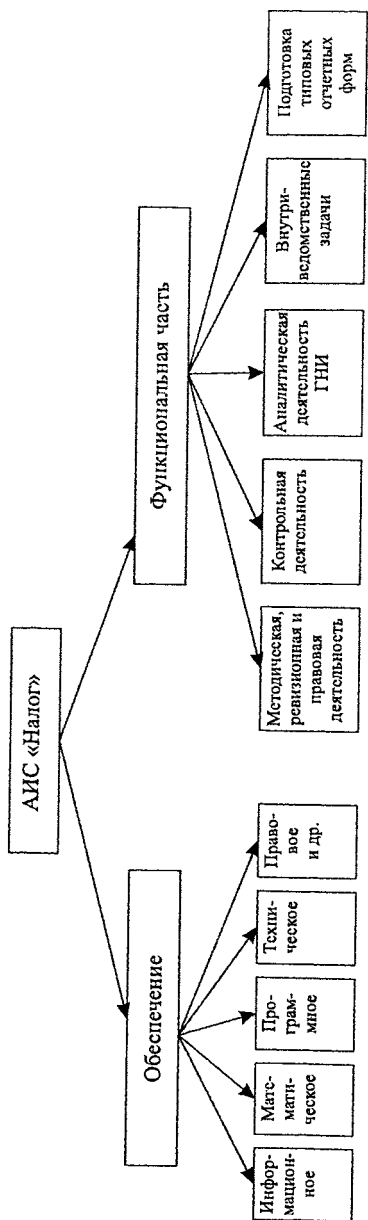 АИС «Налог»
Обеспечение
Функциональная часть
Инфор-
мацион-
ное
Мате-
мати-
ческое
Про-
грам-
мное
Техни-
ческое
Право-
вое
и др.
Методическая,
ревизионная и
правовая
деятельность
Контрольная
деятельность
Аналитическая
деятельность
ГНИ
Внутри-
ведомственные
задачи
Подготовка
типовых
отчетных
форм